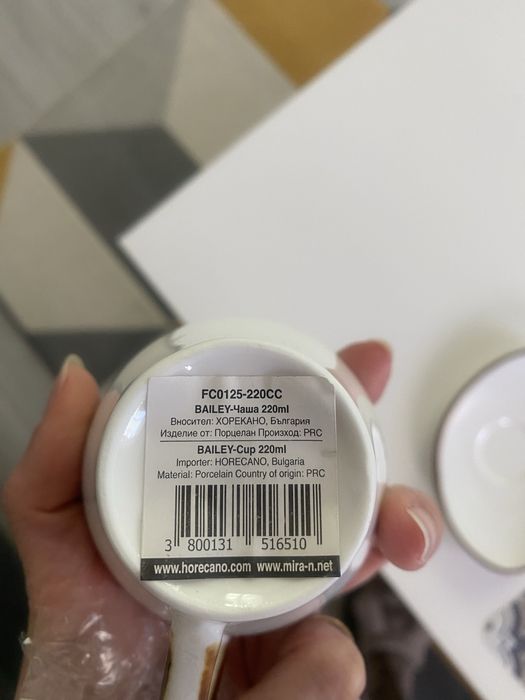 FC0125-220CC
BAILEY-Чаша 220ml
Вносител: ХОРЕКАНО, България
Изделие от: Порцелан Произход: PRC
BAILEY-Cup 220ml
Importer: HORECANO, Bulgaria
Material: Porcelain Country of origin: PRC
3 800131 516510
www.horecano.com www.mira-n.net